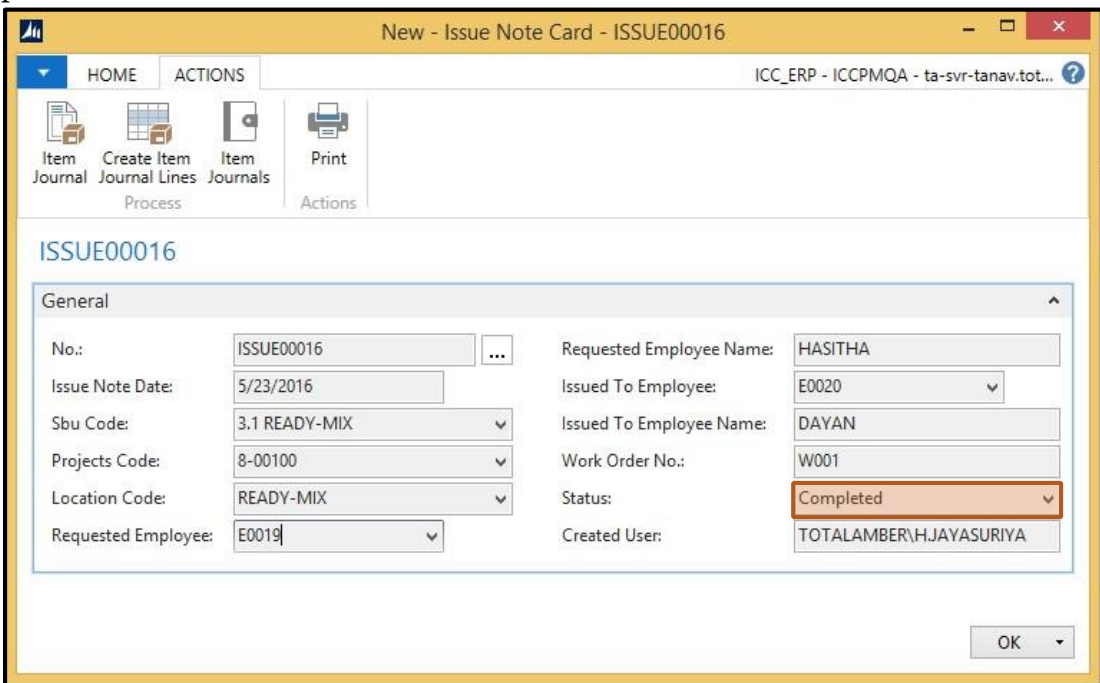 New - Issue Note Card - ISSUE00016
HOME ACTIONS ICC_ERP - ICCPMQA - ta-svr-tanav.tot... ?
Item Journal
Create Item Journal Lines
Item Journals
Print
Process
Actions
ISSUE00016
General
No.: ISSUE00016 ...
Issue Note Date: 5/23/2016
Sbu Code: 3.1 READY-MIX
Projects Code: 8-00100
Location Code: READY-MIX
Requested Employee: E0019
Requested Employee Name: HASITHA
Issued To Employee: E0020
Issued To Employee Name: DAYAN
Work Order No.: W001
Status: Completed
Created User: TOTALAMBER\H.JAYASURIYA
OK